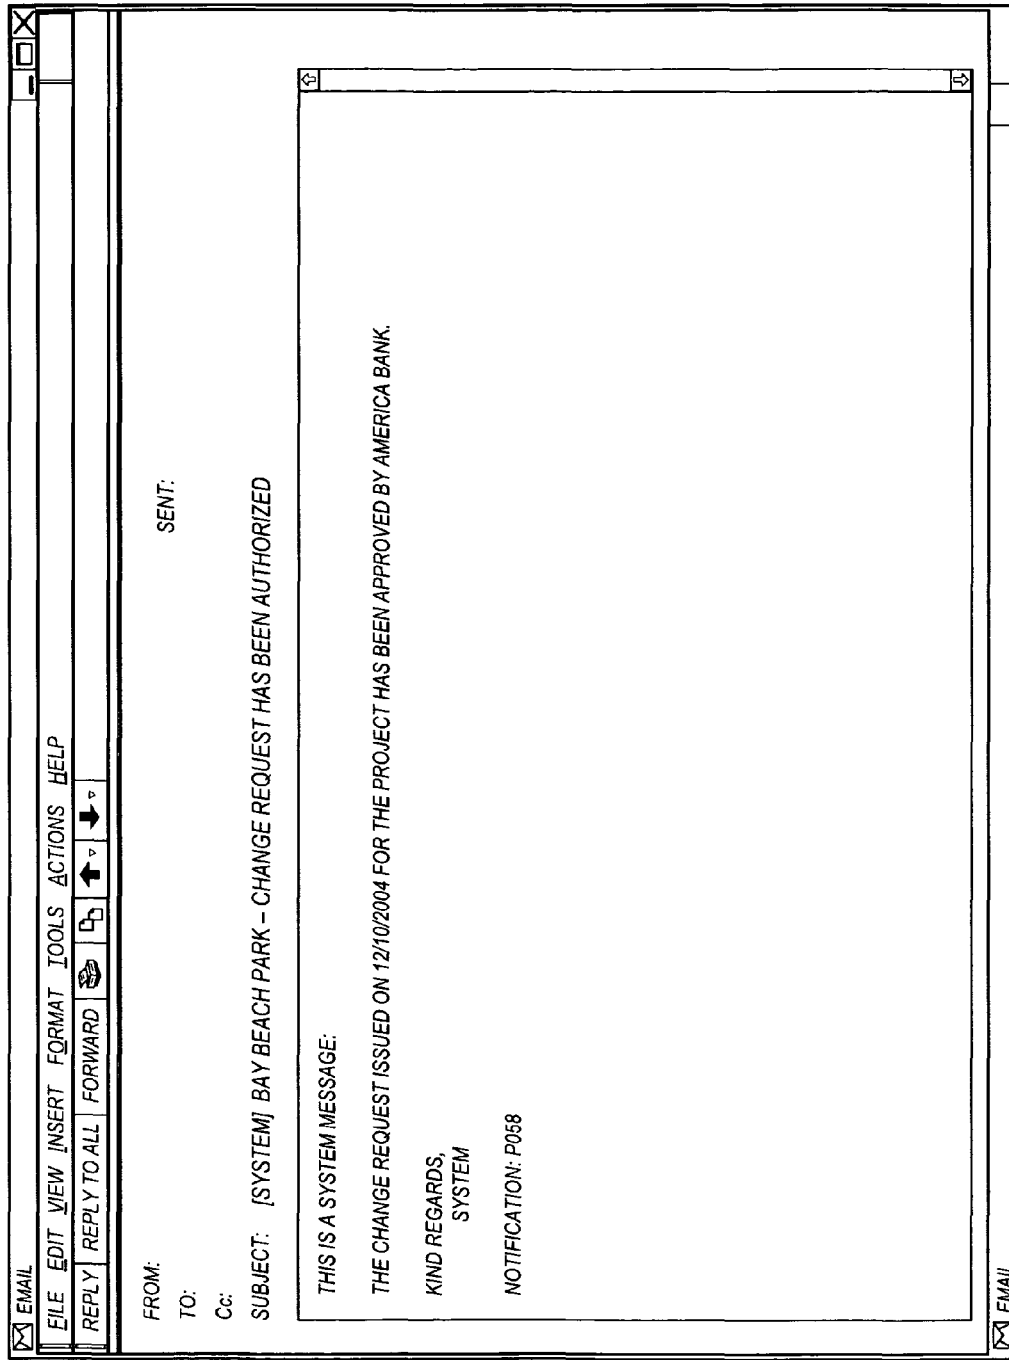 EMAIL
FILE EDIT VIEW INSERT FORMAT TOOLS ACTIONS HELP
REPLY REPLY TO ALL FORWARD
FROM: SENT:
TO:
Cc:
SUBJECT: [SYSTEM] BAY BEACH PARK – CHANGE REQUEST HAS BEEN AUTHORIZED
THIS IS A SYSTEM MESSAGE:
THE CHANGE REQUEST ISSUED ON 12/10/2004 FOR THE PROJECT HAS BEEN APPROVED BY AMERICA BANK.
KIND REGARDS,
SYSTEM
NOTIFICATION: P058
EMAIL